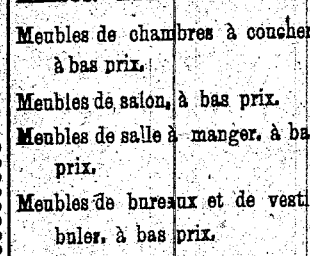 Meubles de chambres à coucher
à bas prix.
Meubles de salon, à bas prix.
Meubles de salle à manger. à ba
prix,
Meubles de bureaux et de vesti
buler. à bas prix,